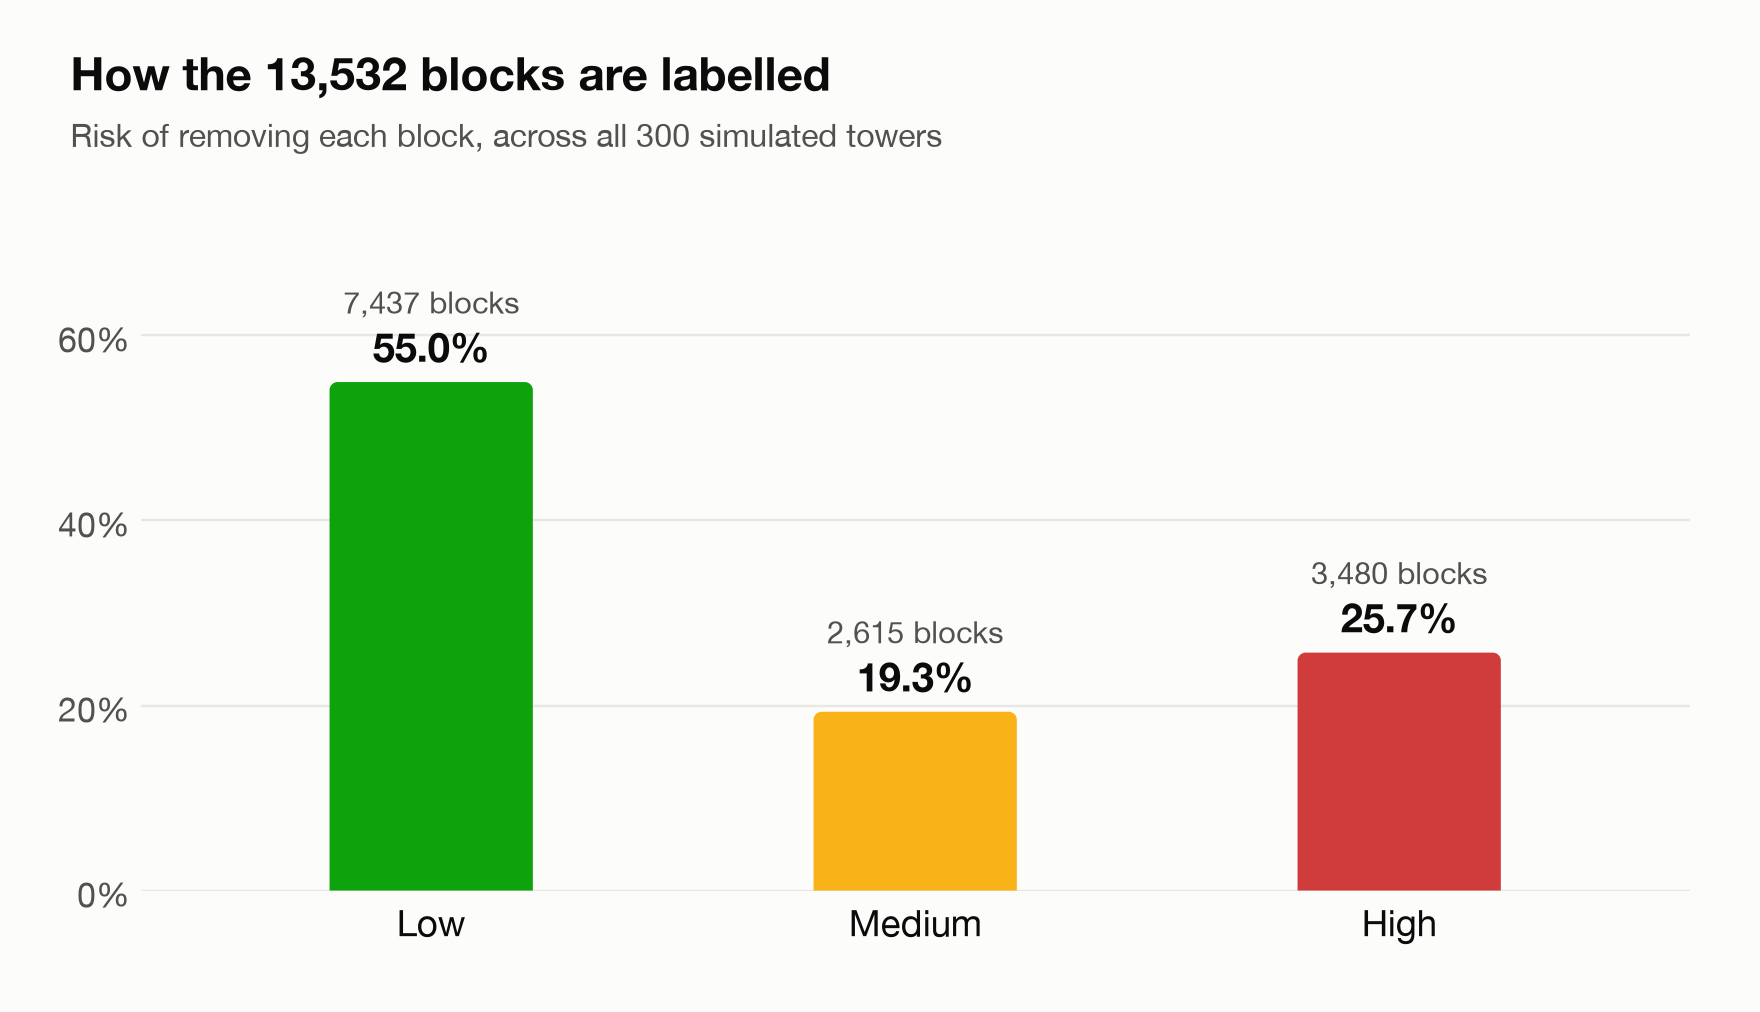 How the 13,532 blocks are labelled
Risk of removing each block, across all 300 simulated towers
7,437 blocks
60%
55.0%
40%
3,480 blocks
25.7%
2,615 blocks
19.3%
20%
0%
Low
Medium
High